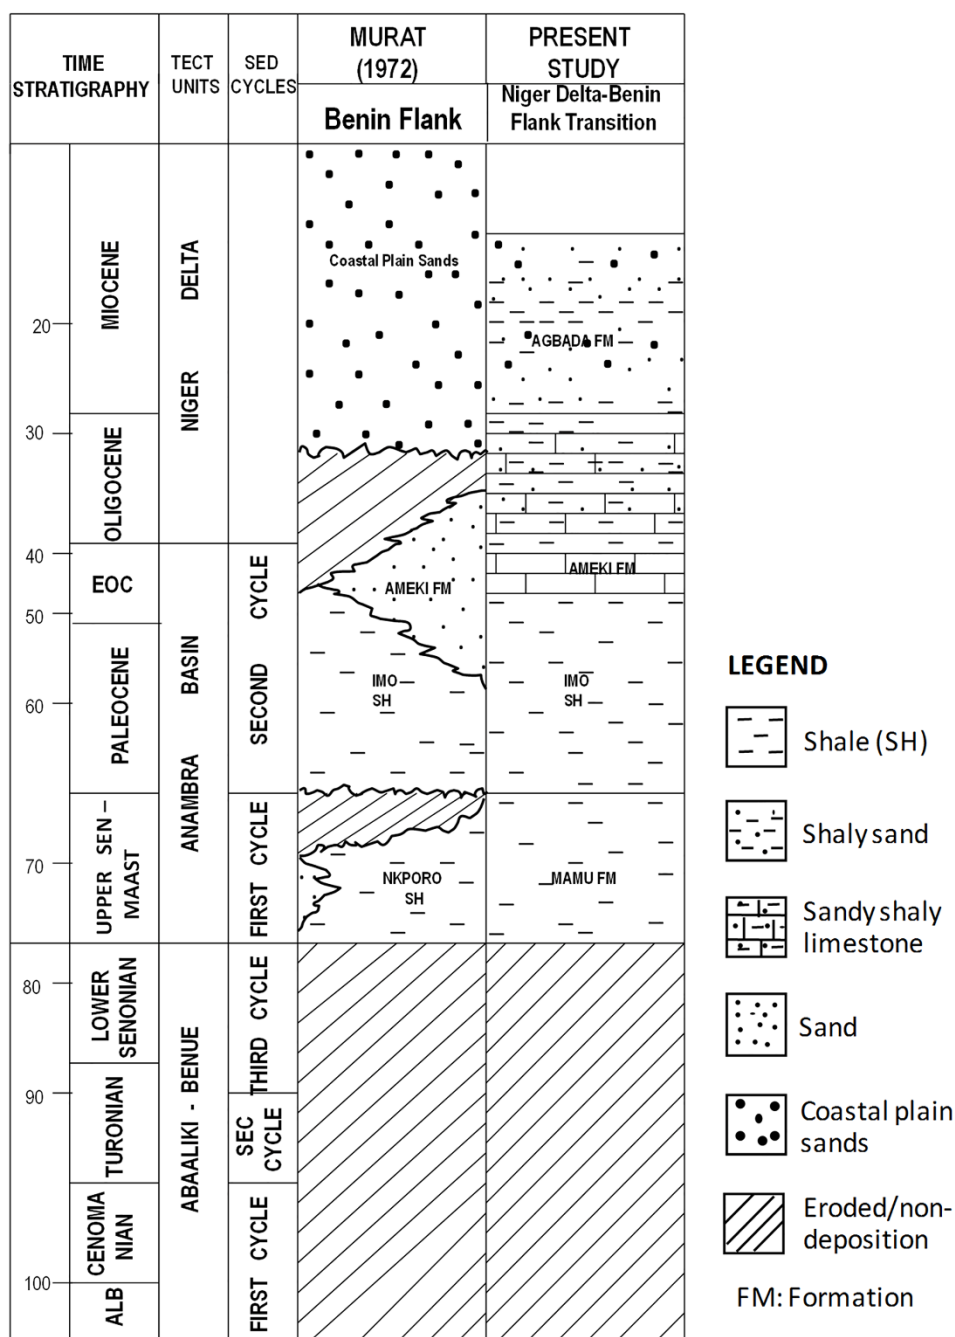 TIME
STRATIGRAPHY
TECT
UNITS
SED
CYCLES
MURAT
(1972)
PRESENT
STUDY
Benin Flank
Niger Delta-Benin
Flank Transition
MIOCENE
OLIGOCENE
EOC
PALEOCENE
UPPER SEN -
MAAST
LOWER
SENONIAN
TURONIAN
CENOMA
NIAN
ALB
20
30
40
50
60
70
80
90
100
NIGER DELTA
ANAMBRA BASIN
ABAALIKI - BENUE
SECOND CYCLE
FIRST CYCLE
THIRD CYCLE
SEC
CYCLE
FIRST CYCLE
Coastal Plain Sands
AMEKI FM
IMO
SH
NKPORO
SH
AGBADA FM
AMEKI FM
IMO
SH
MAMU FM
LEGEND
Shale (SH)
Shaly sand
Sandy shaly
limestone
Sand
Coastal plain
sands
Eroded/non-
deposition
FM: Formation